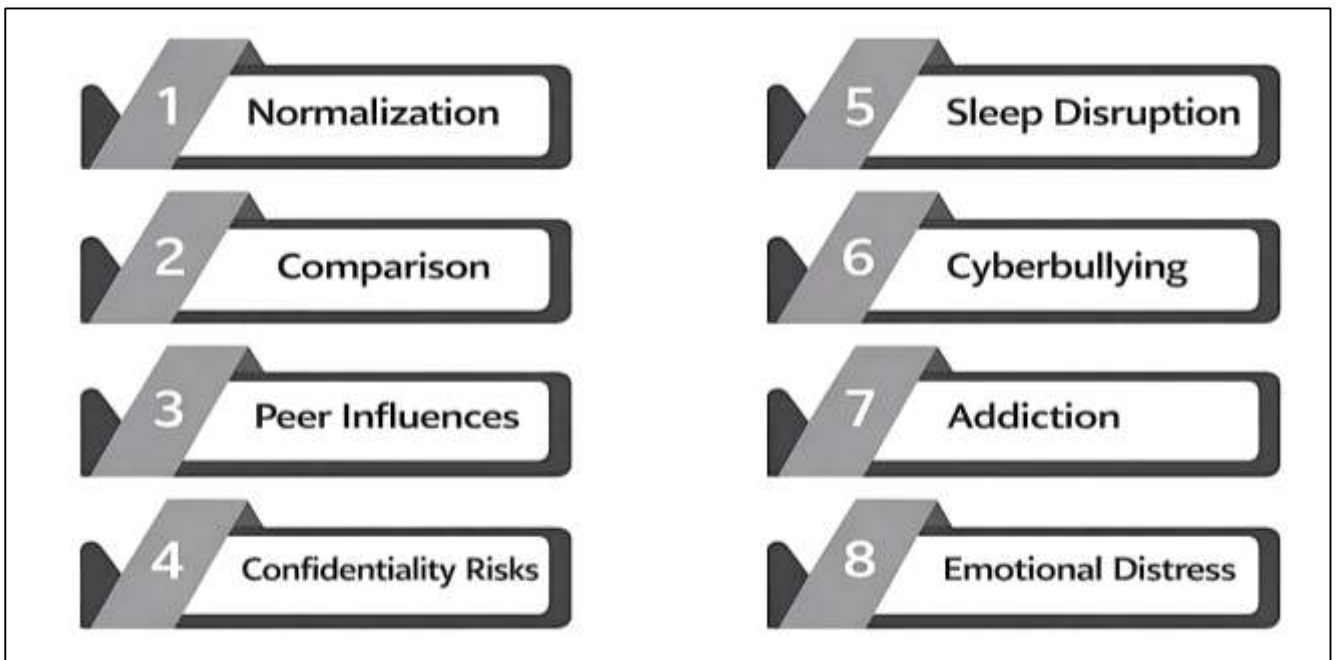 1 Normalization
2 Comparison
3 Peer Influences
4 Confidentiality Risks
5 Sleep Disruption
6 Cyberbullying
7 Addiction
8 Emotional Distress